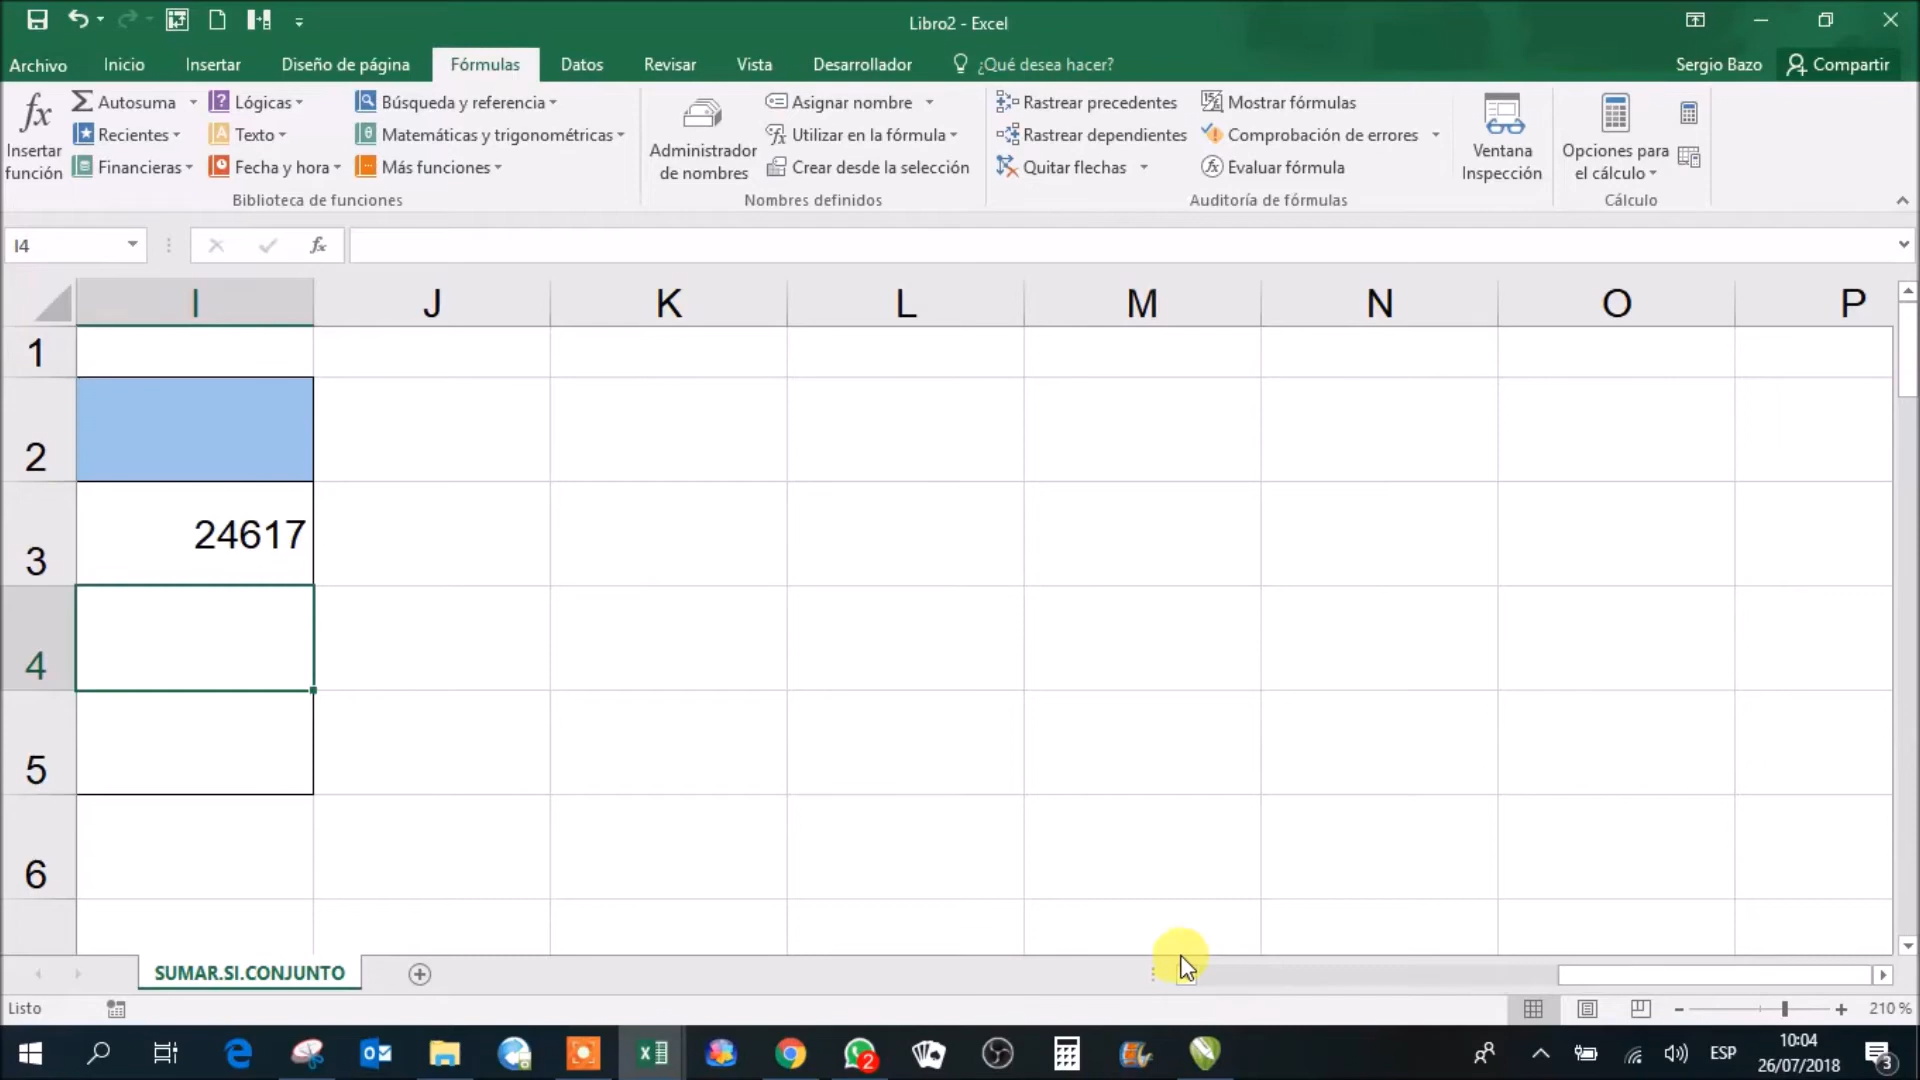 Libro2 - Excel
Archivo Inicio Insertar Diseño de página Fórmulas Datos Revisar Vista Desarrollador ¿Qué desea hacer? Sergio Bazo Compartir
fx Insertar función
Autosuma
Recientes
Financieras
Lógicas
Texto
Fecha y hora
Búsqueda y referencia
Matemáticas y trigonométricas
Más funciones
Biblioteca de funciones
Administrador de nombres
Asignar nombre
Utilizar en la fórmula
Crear desde la selección
Nombres definidos
Rastrear precedentes
Rastrear dependientes
Quitar flechas
Mostrar fórmulas
Comprobación de errores
Evaluar fórmula
Auditoría de fórmulas
Ventana Inspección
Opciones para el cálculo
Cálculo
I4 fx
I J K L M N O P
1
2
3 24617
4
5
6
SUMAR.SI.CONJUNTO
Listo 210 %
2 ESP 10:04
26/07/2018 3